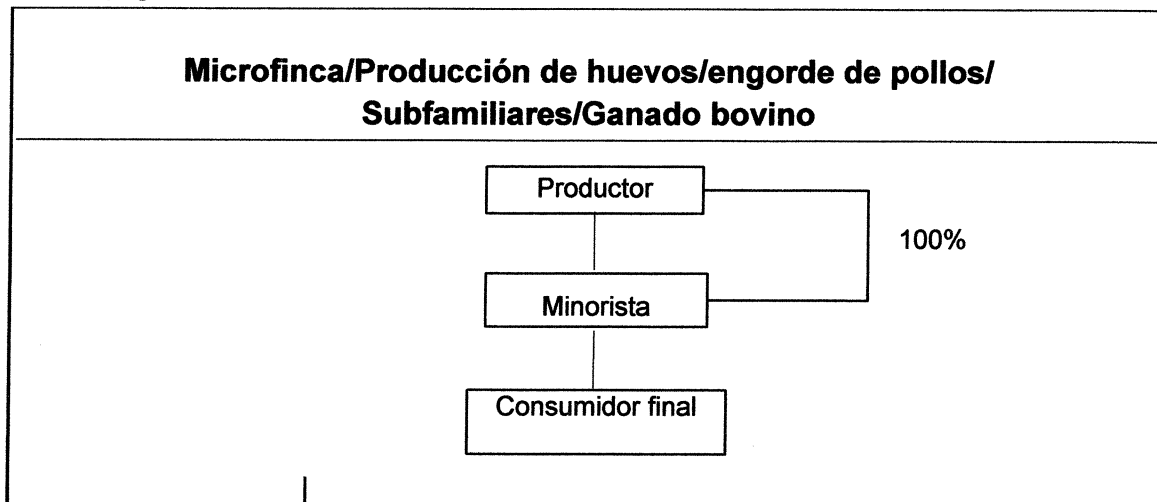 Microfinca/Producción de huevos/engorde de pollos/
Subfamiliares/Ganado bovino
Productor
100%
Minorista
Consumidor final